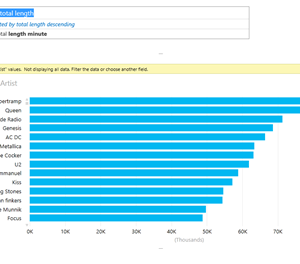 total length
ted by total length descending
tal length minute
ist" values. Not displaying all data. Filter the data or choose another field.
Artist
pertramp
Queen
de Radio
Genesis
AC DC
Metallica
e Cocker
U2
mmanuel
Kiss
g Stones
an finkers
e Munnik
Focus
0K 10K 20K 30K 40K 50K 60K 70K
(Thousands)